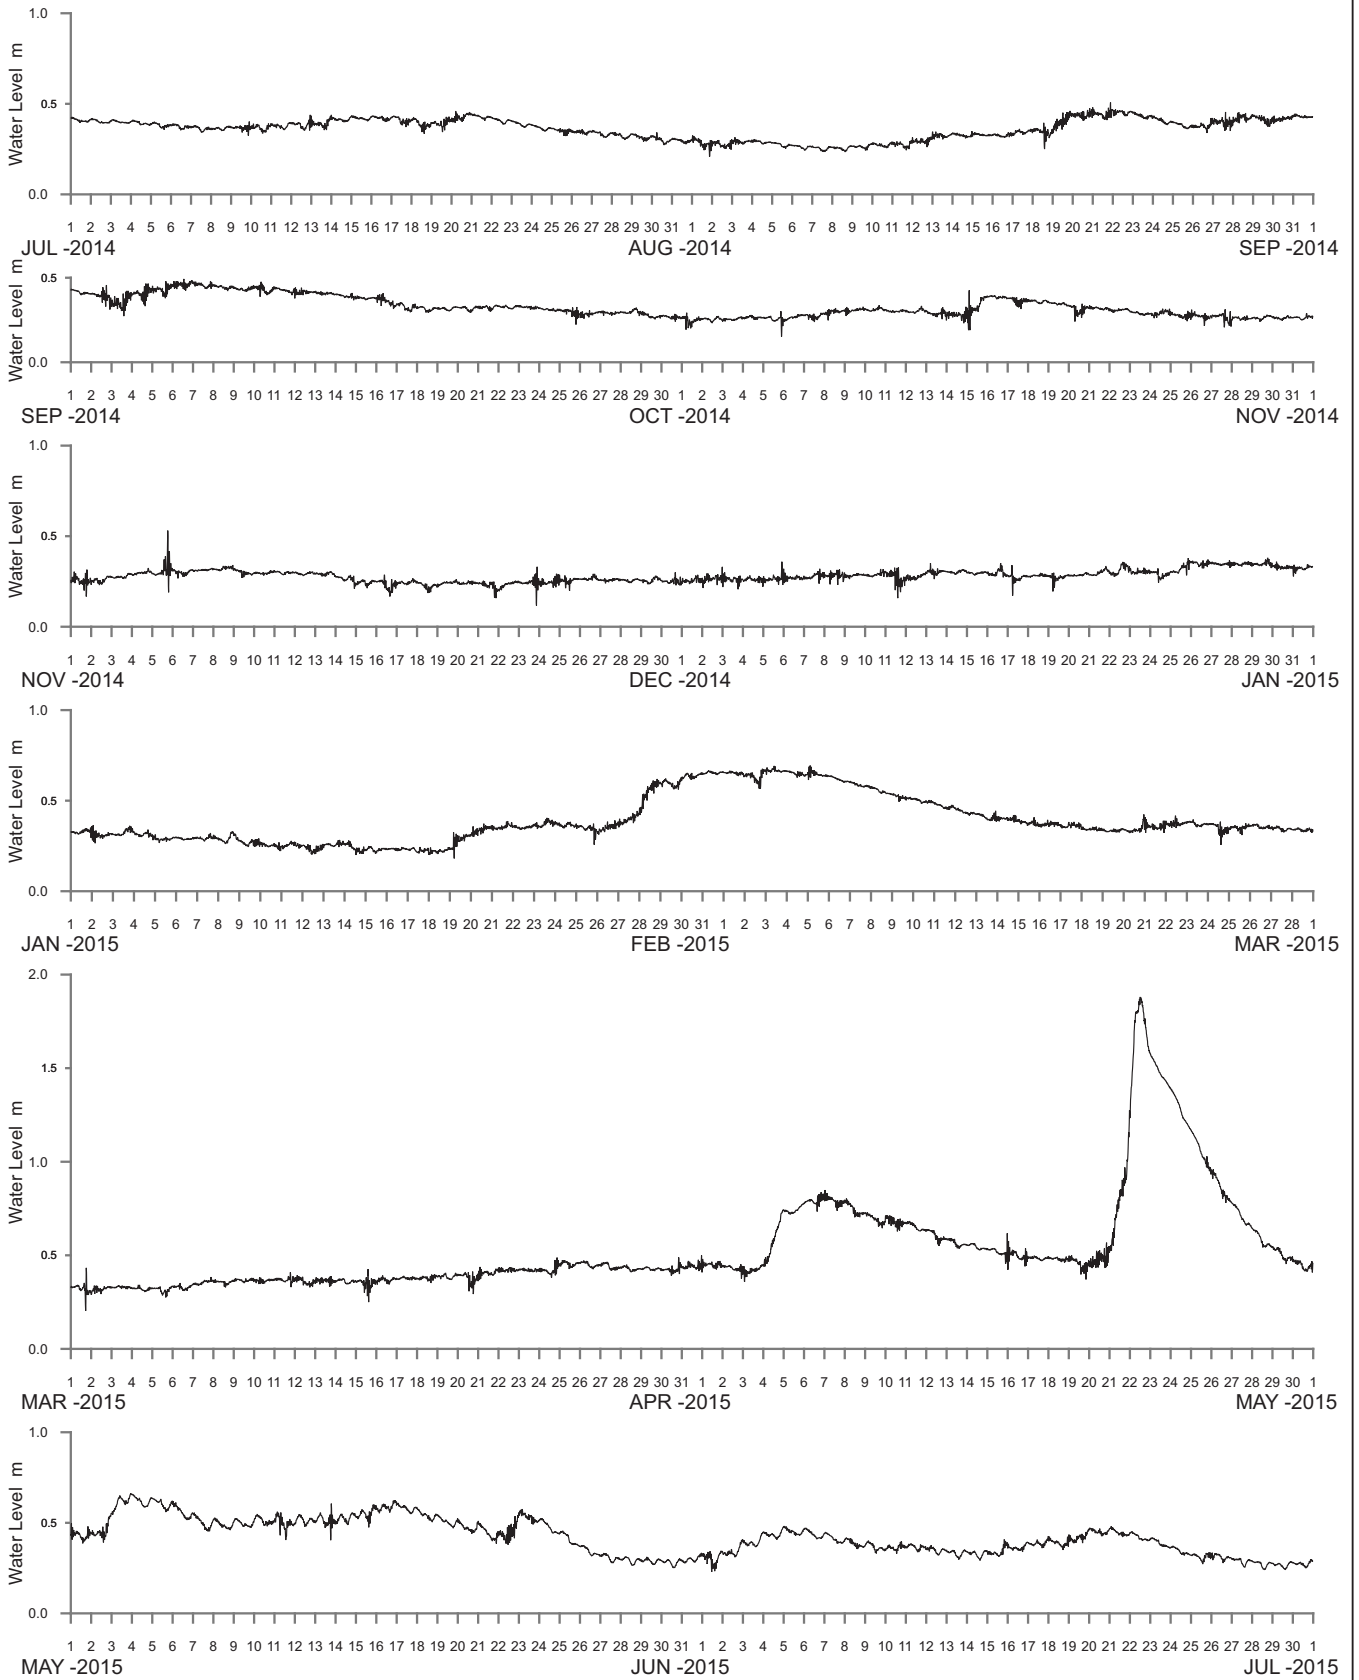 1.0
0.5
0.0
Water Level m
1 2 3 4 5 6 7 8 9 10 11 12 13 14 15 16 17 18 19 20 21 22 23 24 25 26 27 28 29 30 31 1 2 3 4 5 6 7 8 9 10 11 12 13 14 15 16 17 18 19 20 21 22 23 24 25 26 27 28 29 30 31 1
JUL -2014 AUG -2014 SEP -2014
0.5
0.0
Water Level m
1 2 3 4 5 6 7 8 9 10 11 12 13 14 15 16 17 18 19 20 21 22 23 24 25 26 27 28 29 30 1 2 3 4 5 6 7 8 9 10 11 12 13 14 15 16 17 18 19 20 21 22 23 24 25 26 27 28 29 30 31 1
SEP -2014 OCT -2014 NOV -2014
1.0
0.5
0.0
Water Level m
1 2 3 4 5 6 7 8 9 10 11 12 13 14 15 16 17 18 19 20 21 22 23 24 25 26 27 28 29 30 1 2 3 4 5 6 7 8 9 10 11 12 13 14 15 16 17 18 19 20 21 22 23 24 25 26 27 28 29 30 31 1
NOV -2014 DEC -2014 JAN -2015
1.0
0.5
0.0
Water Level m
1 2 3 4 5 6 7 8 9 10 11 12 13 14 15 16 17 18 19 20 21 22 23 24 25 26 27 28 29 30 31 1 2 3 4 5 6 7 8 9 10 11 12 13 14 15 16 17 18 19 20 21 22 23 24 25 26 27 28 1
JAN -2015 FEB -2015 MAR -2015
2.0
1.5
1.0
0.5
0.0
Water Level m
1 2 3 4 5 6 7 8 9 10 11 12 13 14 15 16 17 18 19 20 21 22 23 24 25 26 27 28 29 30 31 1 2 3 4 5 6 7 8 9 10 11 12 13 14 15 16 17 18 19 20 21 22 23 24 25 26 27 28 29 30 1
MAR -2015 APR -2015 MAY -2015
1.0
0.5
0.0
Water Level m
1 2 3 4 5 6 7 8 9 10 11 12 13 14 15 16 17 18 19 20 21 22 23 24 25 26 27 28 29 30 31 1 2 3 4 5 6 7 8 9 10 11 12 13 14 15 16 17 18 19 20 21 22 23 24 25 26 27 28 29 30 1
MAY -2015 JUN -2015 JUL -2015